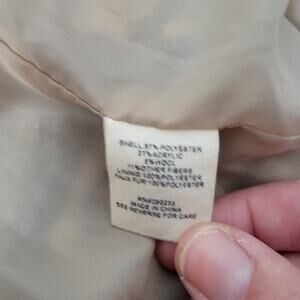 SHELL:57%POLYESTER
27%ACRYLIC
5%WOOL
11%OTHER FIBERS
LINING:100%POLYESTER
FAUX FUR:100%POLYESTER
MADE IN CHINA
SEE REVERSE FOR CARE